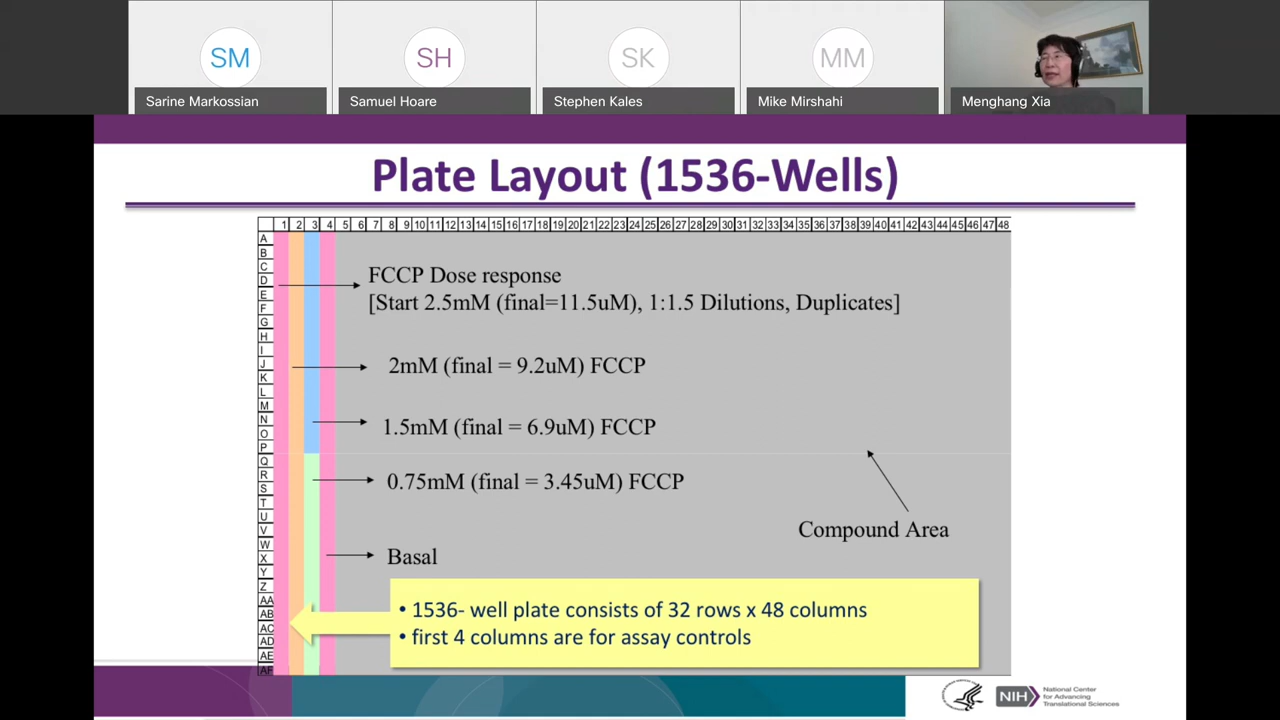 SM
SH
SK
MM
Sarine Markossian
Samuel Hoare
Stephen Kales
Mike Mirshahi
Menghang Xia
Plate Layout (1536-Wells)
1 2 3 4 5 6 7 8 9 10 11 12 13 14 15 16 17 18 19 20 21 22 23 24 25 26 27 28 29 30 31 32 33 34 35 36 37 38 39 40 41 42 43 44 45 46 47 48
A
B
C
D
E
F
G
H
I
J
K
L
M
N
O
P
Q
R
S
T
U
V
W
X
Y
Z
AA
AB
AC
AD
AE
AF
FCCP Dose response
[Start 2.5mM (final=11.5uM), 1:1.5 Dilutions, Duplicates]
2mM (final = 9.2uM) FCCP
1.5mM (final = 6.9uM) FCCP
0.75mM (final = 3.45uM) FCCP
Compound Area
Basal
• 1536- well plate consists of 32 rows x 48 columns
• first 4 columns are for assay controls
NIH
National Center
for Advancing
Translational Sciences